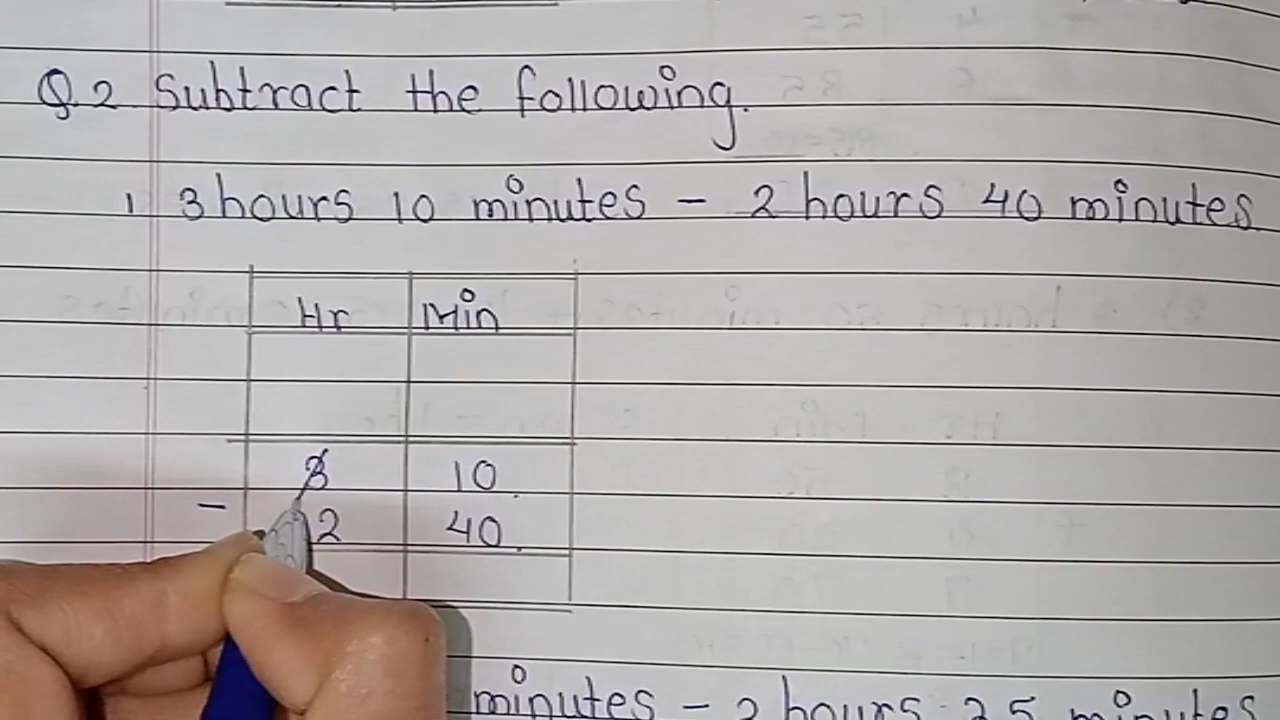 Q.2 Subtract the following.
1 3 hours 10 minutes - 2 hours 40 minutes
Hr Min
3 10
- 2 40
minutes - 2 hours 25 minutes